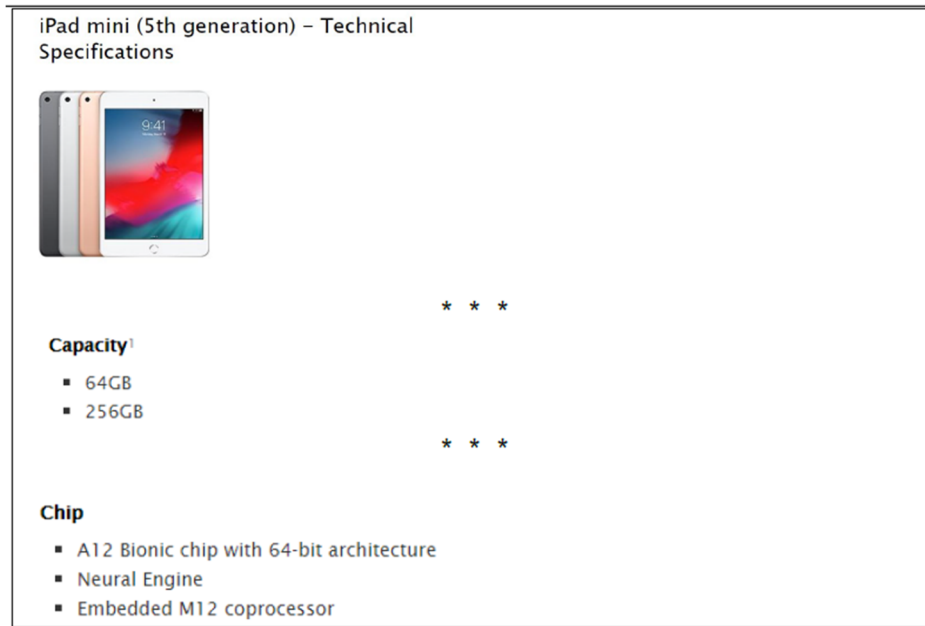 iPad mini (5th generation) – Technical
Specifications
9:41
* * *
Capacity1
▪ 64GB
▪ 256GB
* * *
Chip
▪ A12 Bionic chip with 64-bit architecture
▪ Neural Engine
▪ Embedded M12 coprocessor